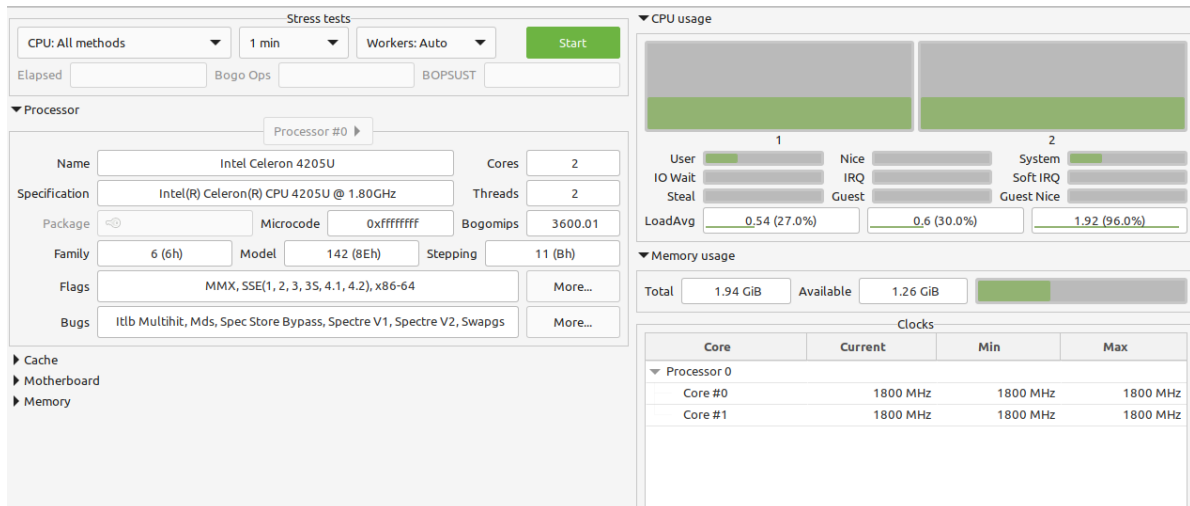 Stress tests
CPU: All methods 1 min Workers: Auto Start
Elapsed Bogo Ops BOPSUST
Processor
Processor #0
Name Intel Celeron 4205U Cores 2
Specification Intel(R) Celeron(R) CPU 4205U @ 1.80GHz Threads 2
Package Microcode 0xffffffff Bogomips 3600.01
Family 6 (6h) Model 142 (8Eh) Stepping 11 (Bh)
Flags MMX, SSE(1, 2, 3, 3S, 4.1, 4.2), x86-64 More...
Bugs Itlb Multihit, Mds, Spec Store Bypass, Spectre V1, Spectre V2, Swapgs More...
Cache
Motherboard
Memory
CPU usage
1 2
User Nice System
IO Wait IRQ Soft IRQ
Steal Guest Guest Nice
LoadAvg 0.54 (27.0%) 0.6 (30.0%) 1.92 (96.0%)
Memory usage
Total 1.94 GiB Available 1.26 GiB
Clocks
Core Current Min Max
Processor 0
Core #0 1800 MHz 1800 MHz 1800 MHz
Core #1 1800 MHz 1800 MHz 1800 MHz